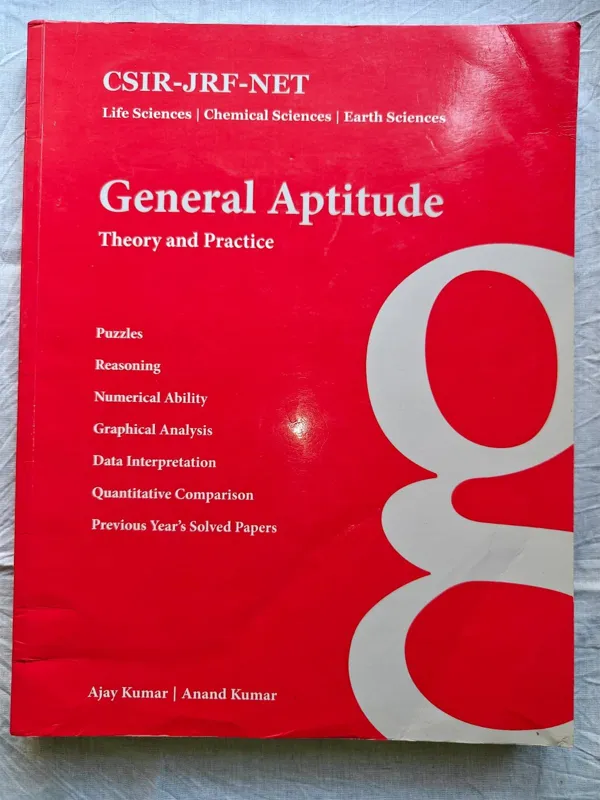 CSIR-JRF-NET
Life Sciences | Chemical Sciences | Earth Sciences
General Aptitude
Theory and Practice
Puzzles
Reasoning
Numerical Ability
Graphical Analysis
Data Interpretation
Quantitative Comparison
Previous Year's Solved Papers
g
Ajay Kumar | Anand Kumar